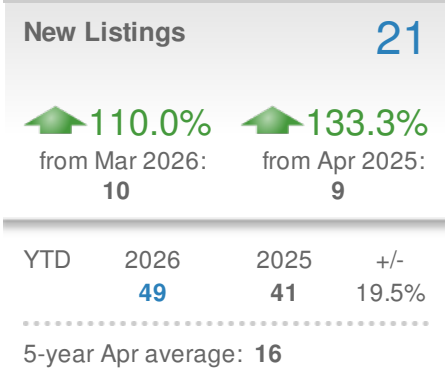 New Listings 21
110.0% 133.3%
from Mar 2026: from Apr 2025:
10 9
YTD 2026 2025 +/-
49 41 19.5%
5-year Apr average: 16